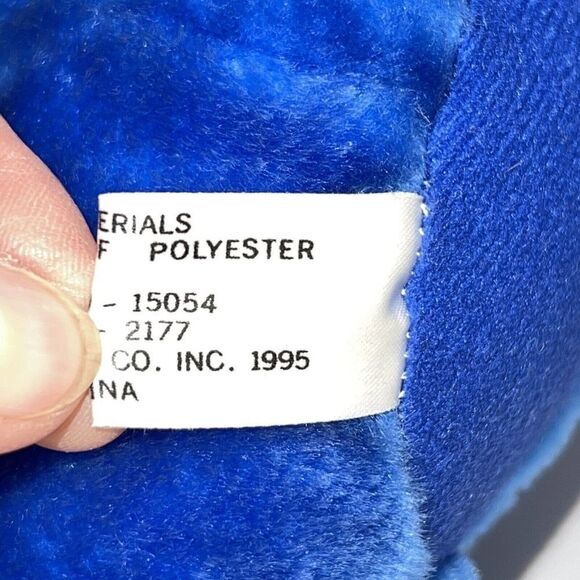 ERIALS
F POLYESTER
- 15054
- 2177
CO. INC. 1995
INA